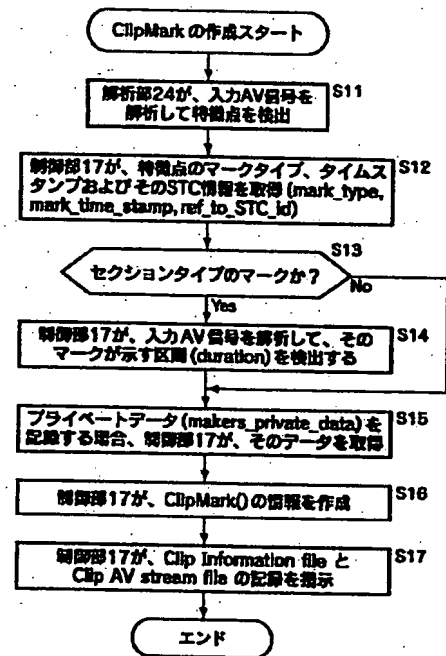 ClipMark の作成スタート
S11
解析部24が、入力AV信号を
解析して特徴点を検出
S12
制御部17が、特徴点のマークタイプ、タイムス
タンプおよび そのSTC情報を取得 (mark_type,
mark_time_stamp, ref_to_STC_id)
S13
セクションタイプのマークか？
No
Yes
S14
制御部17が、入力AV信号を解析して、その
マークが示す区間 (duration) を検出する
S15
プライベートデータ (makers_private_data) を
記録する場合、制御部17が、そのデータを取得
S16
制御部17が、ClipMark() の情報を作成
S17
制御部17が、Clip Information file と
Clip AV stream file の記録を指示
エンド